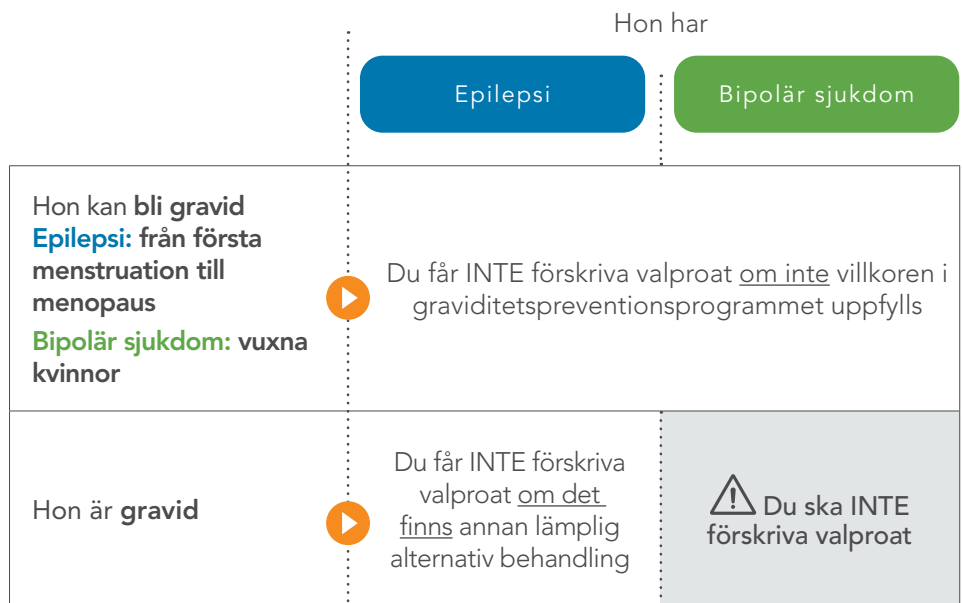 Hon har
Epilepsi
Bipolär sjukdom
Hon kan bli gravid
Epilepsi: från första
menstruation till
menopaus
Bipolär sjukdom: vuxna
kvinnor
Du får INTE förskriva valproat om inte villkoren i
graviditetspreventionsprogrammet uppfylls
Hon är gravid
Du får INTE förskriva
valproat om det
finns annan lämplig
alternativ behandling
Du ska INTE
förskriva valproat